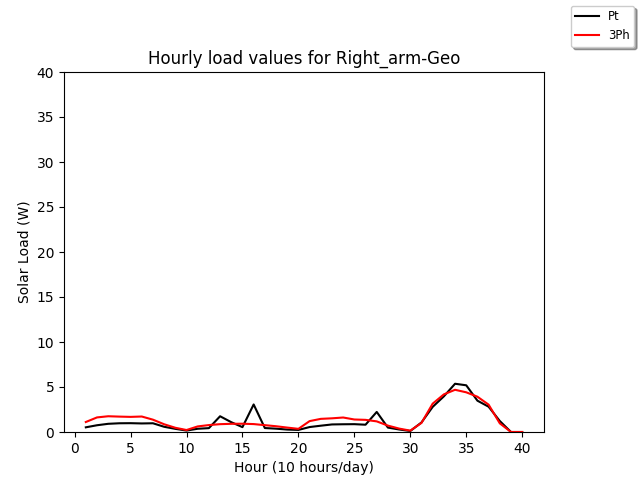 Pt
3Ph
Hourly load values for Right_arm-Geo
40
35
30
25
20
15
10
5
0
Solar Load (W)
0 5 10 15 20 25 30 35 40
Hour (10 hours/day)